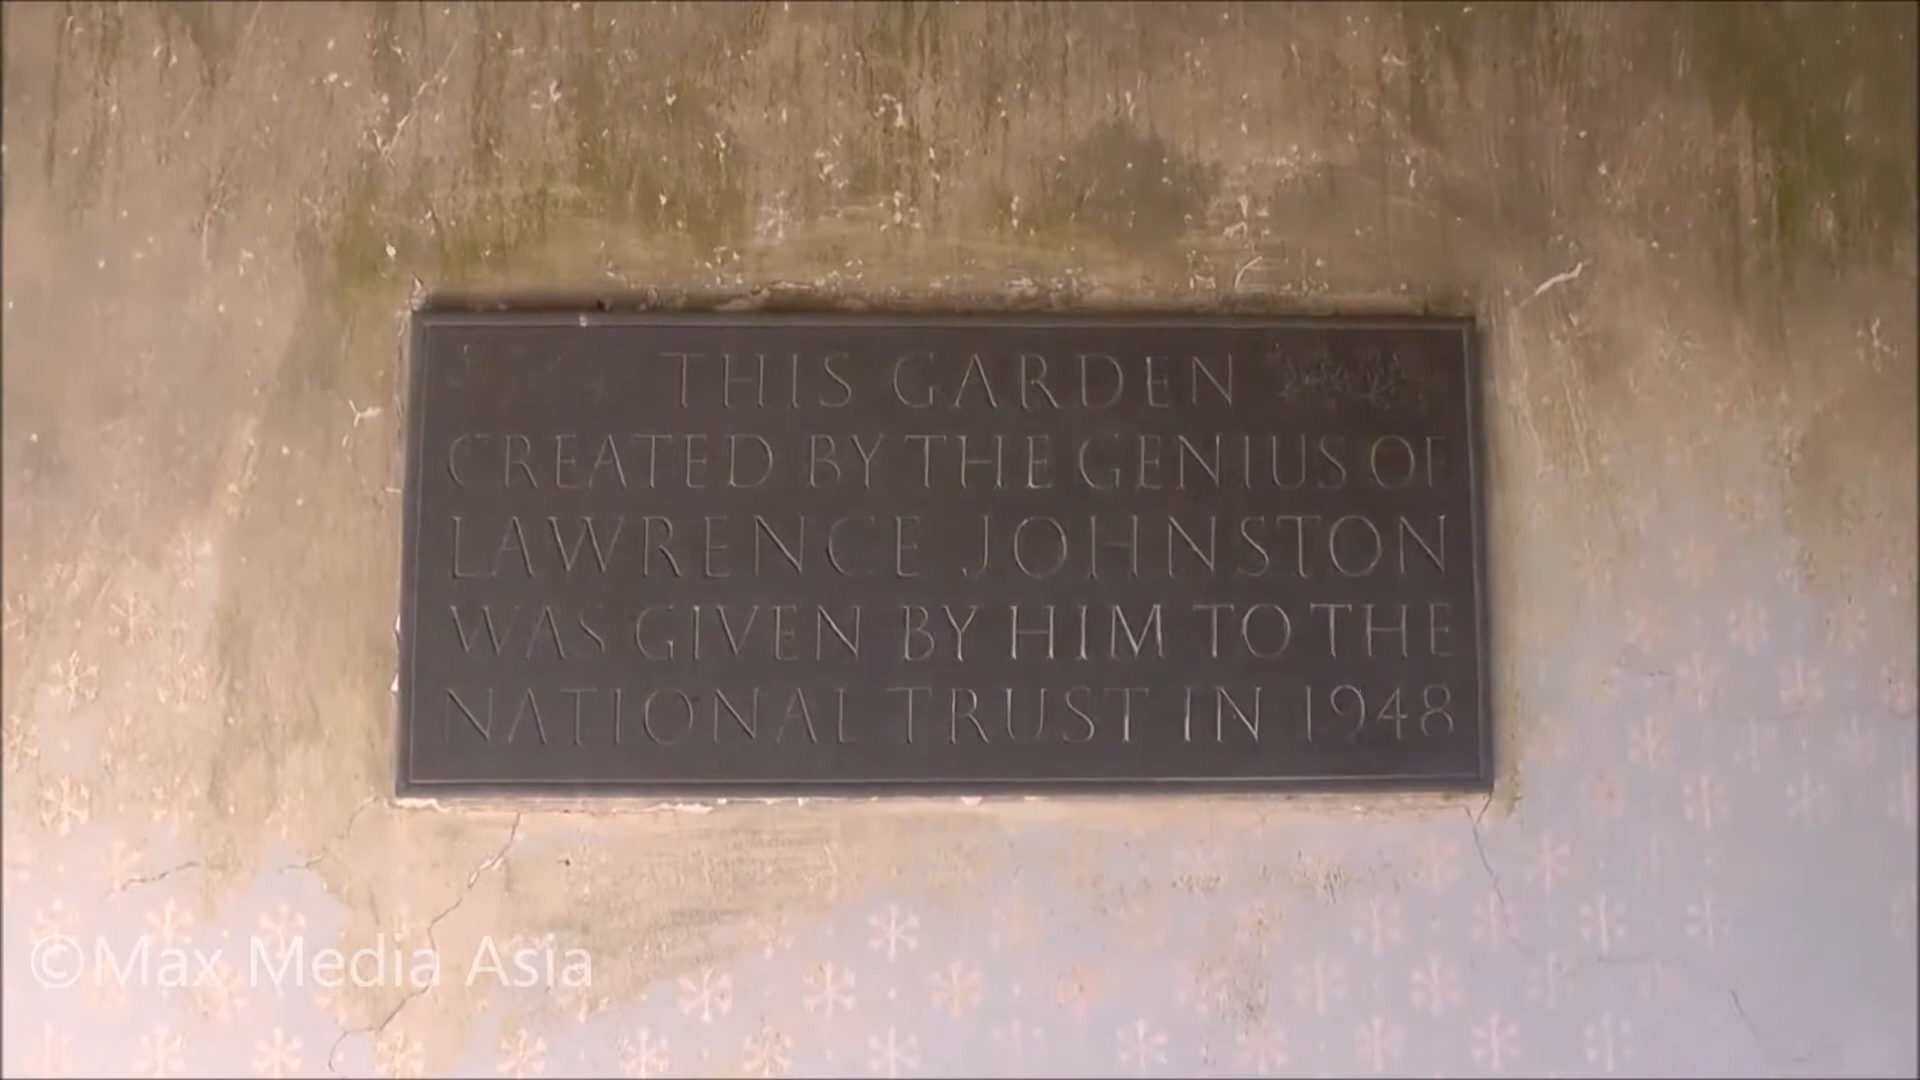 THIS GARDEN
CREATED BY THE GENIUS OF
LAWRENCE JOHNSTON
WAS GIVEN BY HIM TO THE
NATIONAL TRUST IN 1948
©Max Media Asia